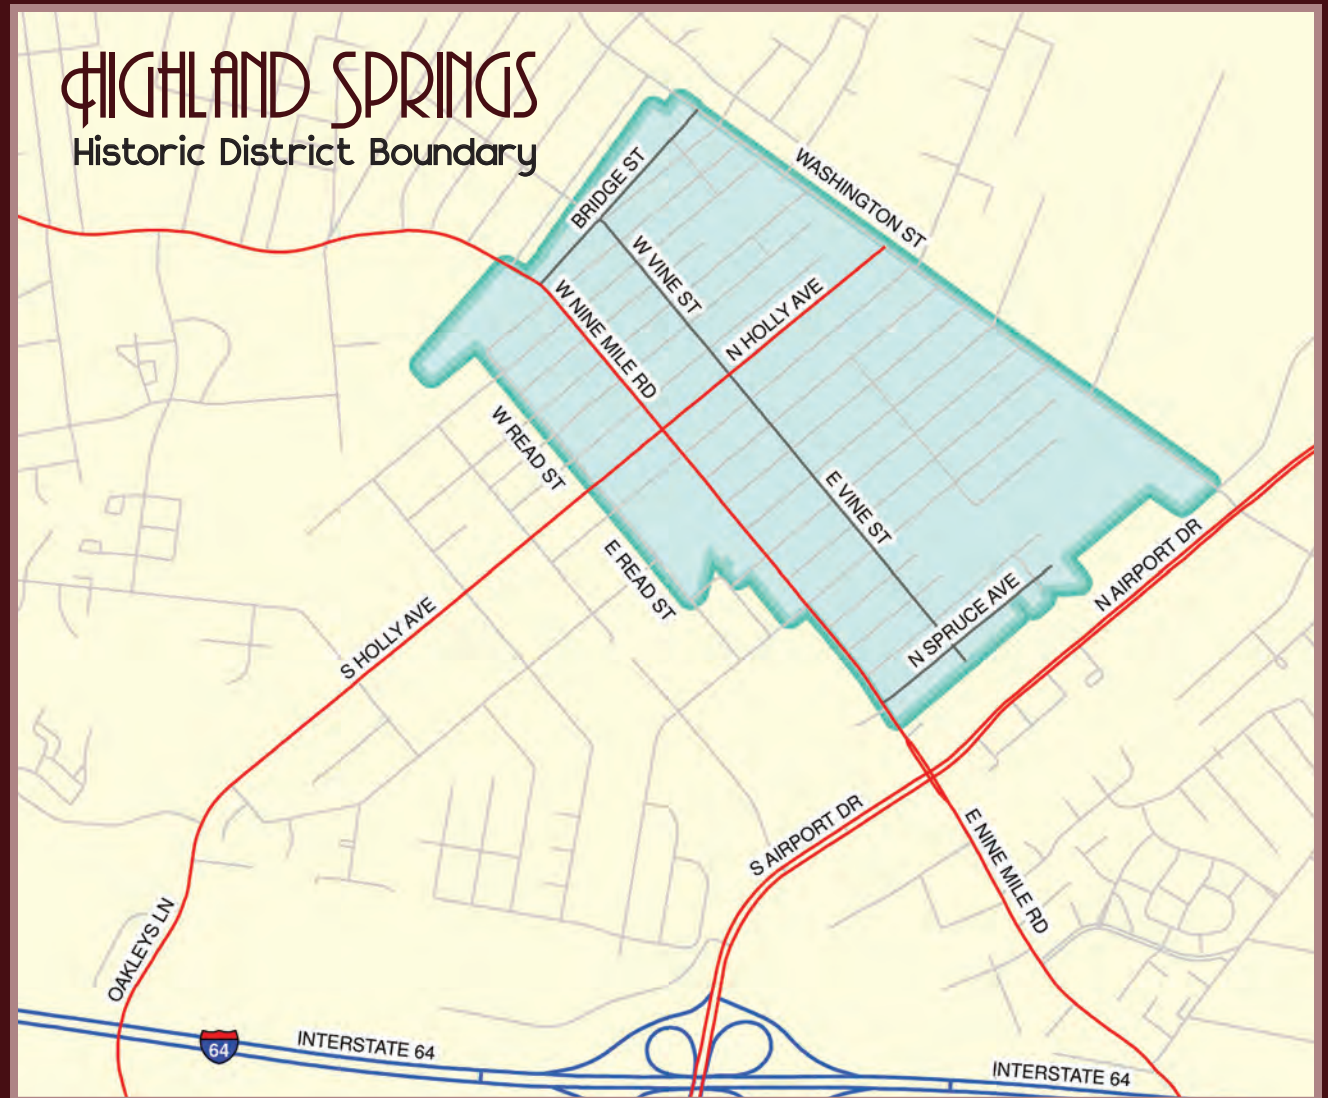 HIGHLAND SPRINGS
Historic District Boundary
BRIDGE ST
WASHINGTON ST
W VINE ST
W NINE MILE RD
N HOLLY AVE
W READ ST
E VINE ST
E READ ST
N AIRPORT DR
N SPRUCE AVE
S HOLLY AVE
S AIRPORT DR
E NINE MILE RD
OAKLEYS LN
64
INTERSTATE 64
INTERSTATE 64